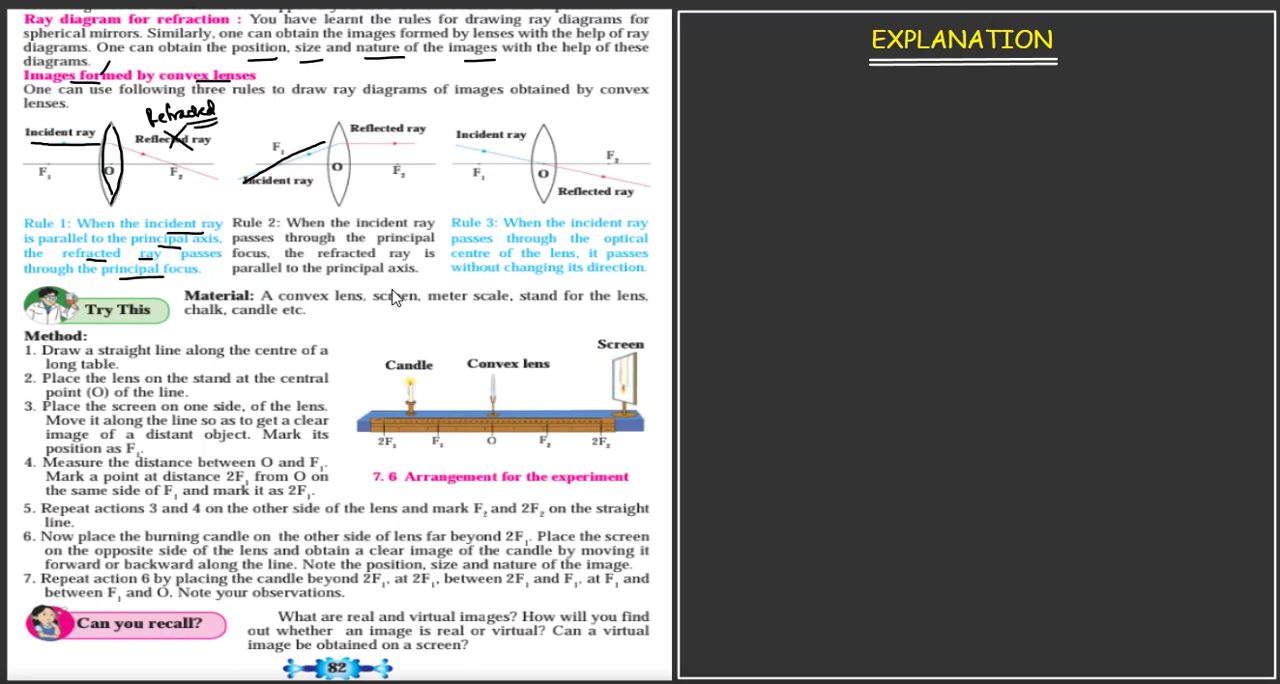 Ray diagram for refraction : You have learnt the rules for drawing ray diagrams for
spherical mirrors. Similarly, one can obtain the images formed by lenses with the help of ray
diagrams. One can obtain the position, size and nature of the images with the help of these
diagrams.
Images formed by convex lenses
One can use following three rules to draw ray diagrams of images obtained by convex
lenses.
Refracted
Incident ray
Reflected ray
F1
O
F2
Reflected ray
F1
Incident ray
O
F2
Incident ray
F1
O
F2
Reflected ray
Rule 1: When the incident ray
is parallel to the principal axis,
the refracted ray passes
through the principal focus.
Rule 2: When the incident ray
passes through the principal
focus, the refracted ray is
parallel to the principal axis.
Rule 3: When the incident ray
passes through the optical
centre of the lens, it passes
without changing its direction.
Try This
Material: A convex lens, screen, meter scale, stand for the lens,
chalk, candle etc.
Method:
1. Draw a straight line along the centre of a
long table.
2. Place the lens on the stand at the central
point (O) of the line.
3. Place the screen on one side, of the lens.
Move it along the line so as to get a clear
image of a distant object. Mark its
position as F1.
4. Measure the distance between O and F1.
Mark a point at distance 2F1 from O on
the same side of F1 and mark it as 2F1.
Candle
Convex lens
Screen
2F1
F1
O
F2
2F2
7. 6 Arrangement for the experiment
5. Repeat actions 3 and 4 on the other side of the lens and mark F2 and 2F2 on the straight
line.
6. Now place the burning candle on the other side of lens far beyond 2F1. Place the screen
on the opposite side of the lens and obtain a clear image of the candle by moving it
forward or backward along the line. Note the position, size and nature of the image.
7. Repeat action 6 by placing the candle beyond 2F1, at 2F1, between 2F1 and F1, at F1 and
between F1 and O. Note your observations.
Can you recall?
What are real and virtual images? How will you find
out whether an image is real or virtual? Can a virtual
image be obtained on a screen?
82
EXPLANATION